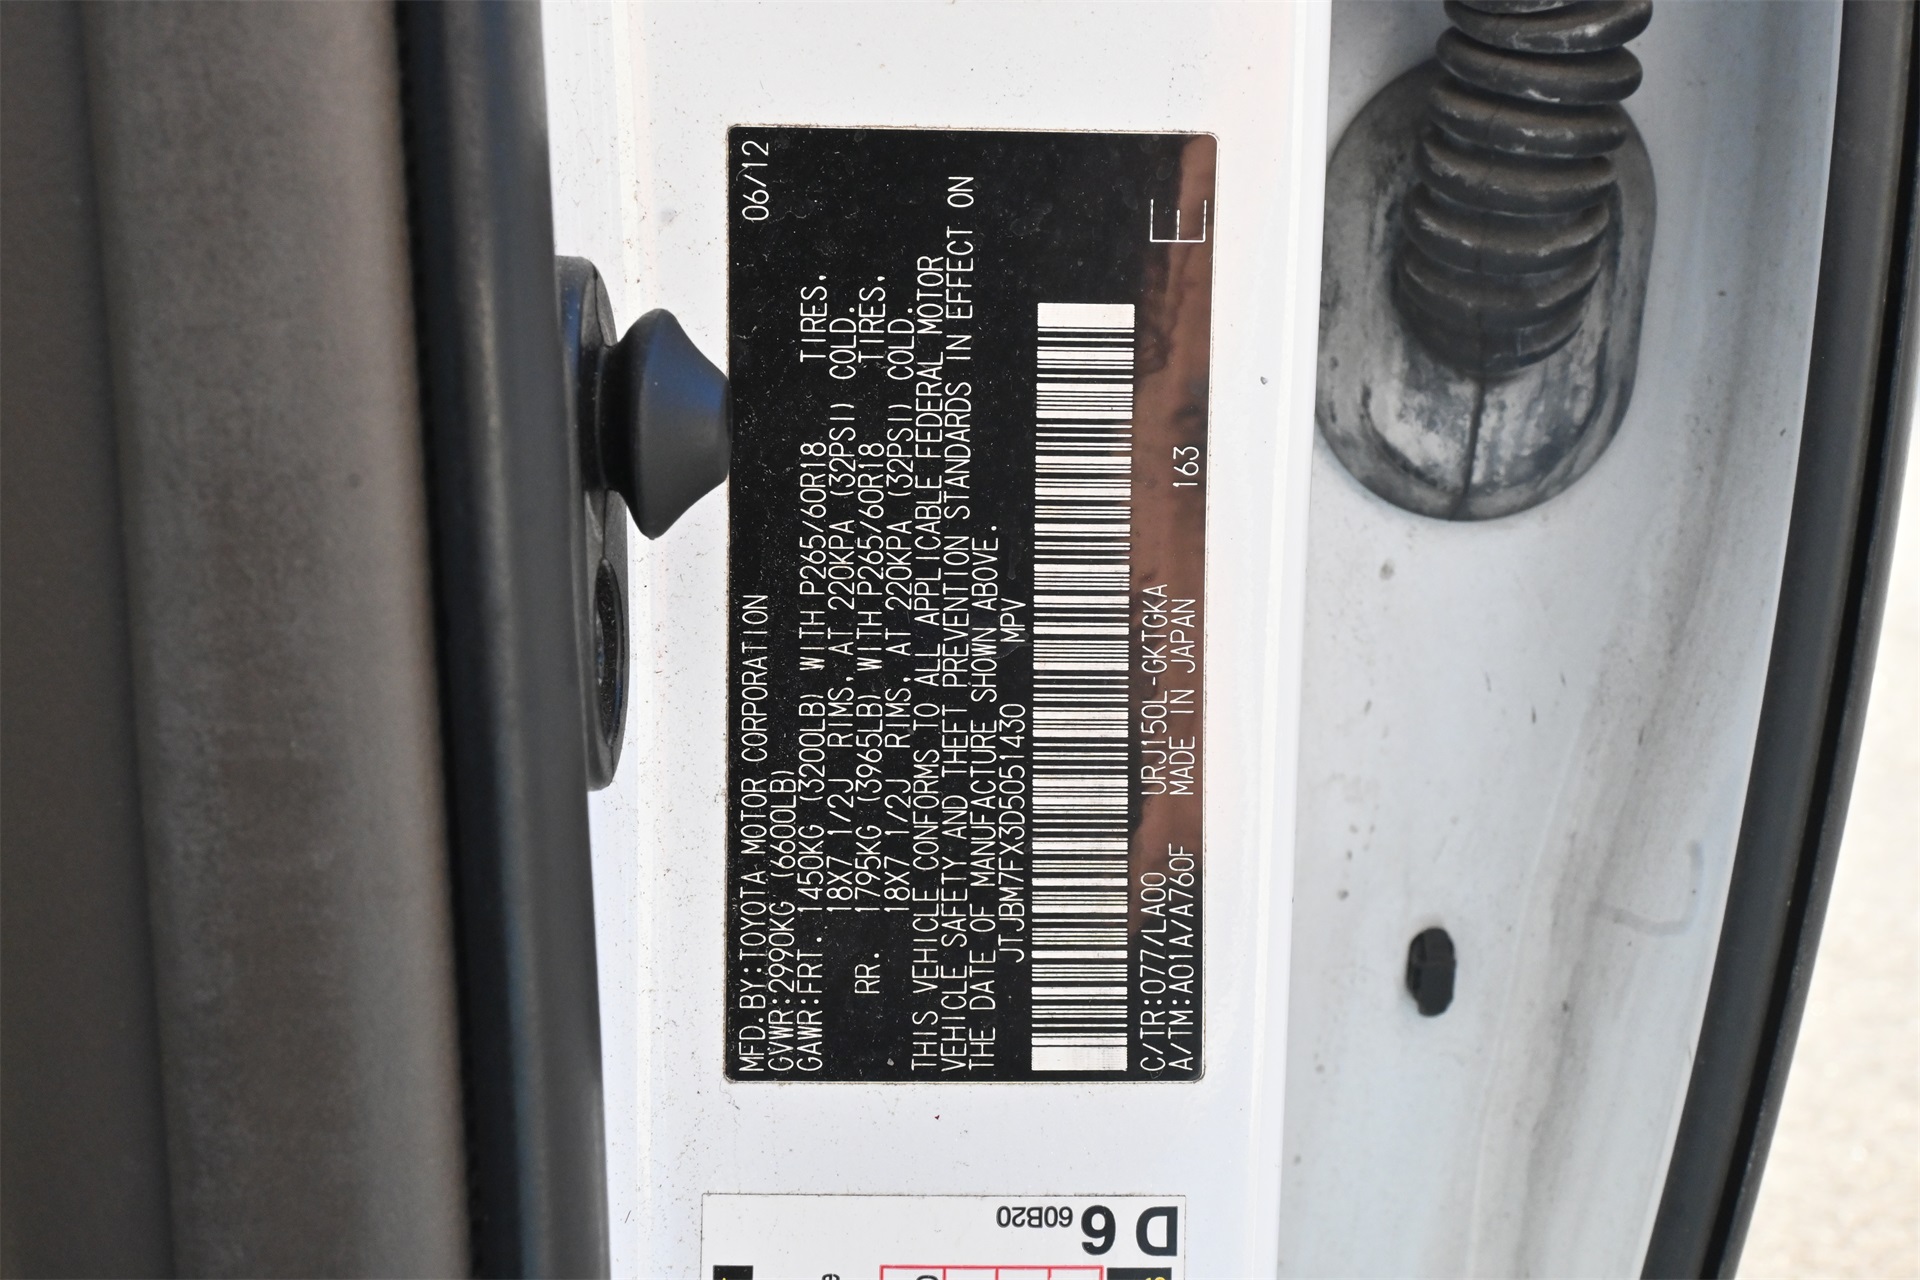 MFD.BY:TOYOTA MOTOR CORPORATION 06/12
GVWR:2990KG (6600LB)
GAWR:FRT. 1450KG (3200LB) WITH P265/60R18 TIRES,
18X7 1/2J RIMS, AT 220KPA (32PSI) COLD.
RR. 1795KG (3965LB) WITH P265/60R18 TIRES.
18X7 1/2J RIMS, AT 220KPA (32PSI) COLD.
THIS VEHICLE CONFORMS TO ALL APPLICABLE FEDERAL MOTOR
VEHICLE SAFETY AND THEFT PREVENTION STANDARDS IN EFFECT ON
THE DATE OF MANUFACTURE SHOWN ABOVE.
JTJBM7FX3D5051430 MPV
C/TR:077/LA00 URJ150L-GKTGKA E
A/TM:A01A/A760F MADE IN JAPAN 163
60B20
D 6